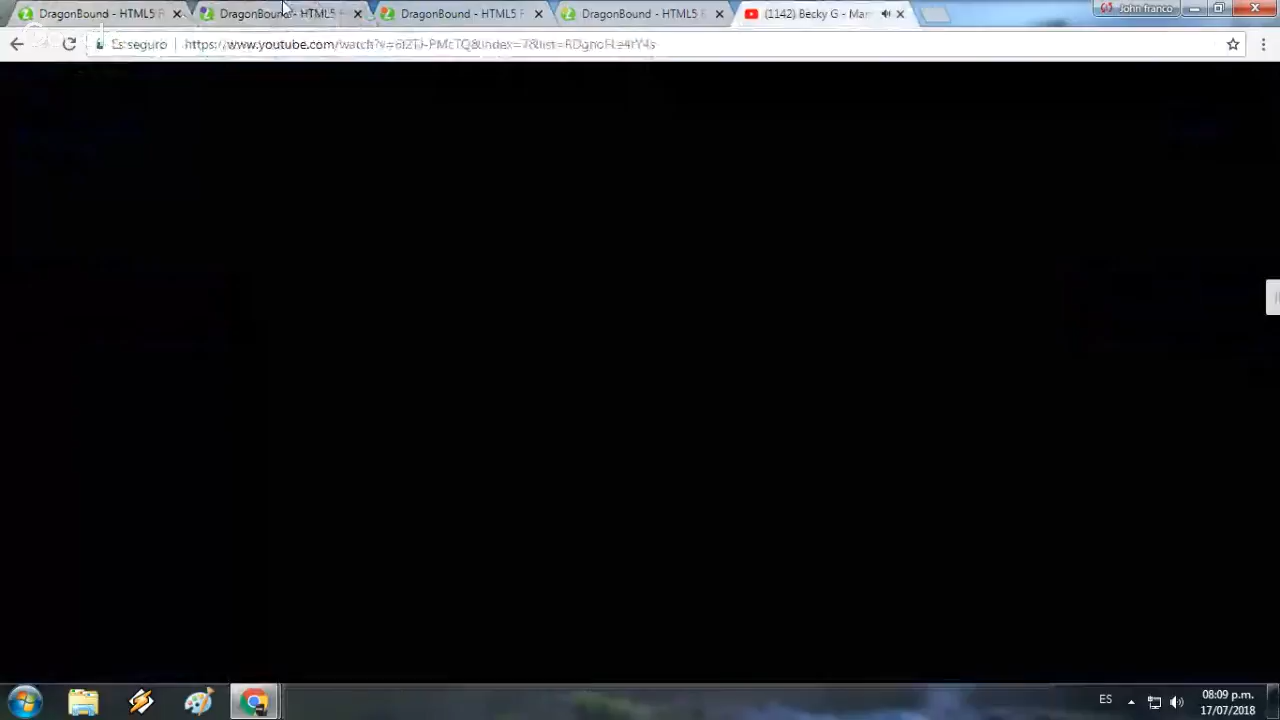 DragonBound - HTML5
DragonBound - HTML5
DragonBound - HTML5
DragonBound - HTML5
(1142) Becky G - Ma
John franco
Es seguro
https://www.youtube.com/watch?
ES
08:09 p.m.
17/07/2018